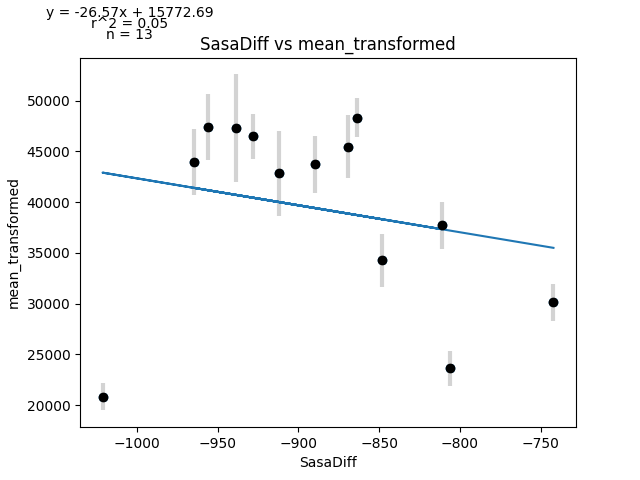 y = -26.57x + 15772.69
r^2 = 0.05
n = 13
SasaDiff vs mean_transformed
mean_transformed
50000
45000
40000
35000
30000
25000
20000
−1000
−950
−900
−850
−800
−750
SasaDiff